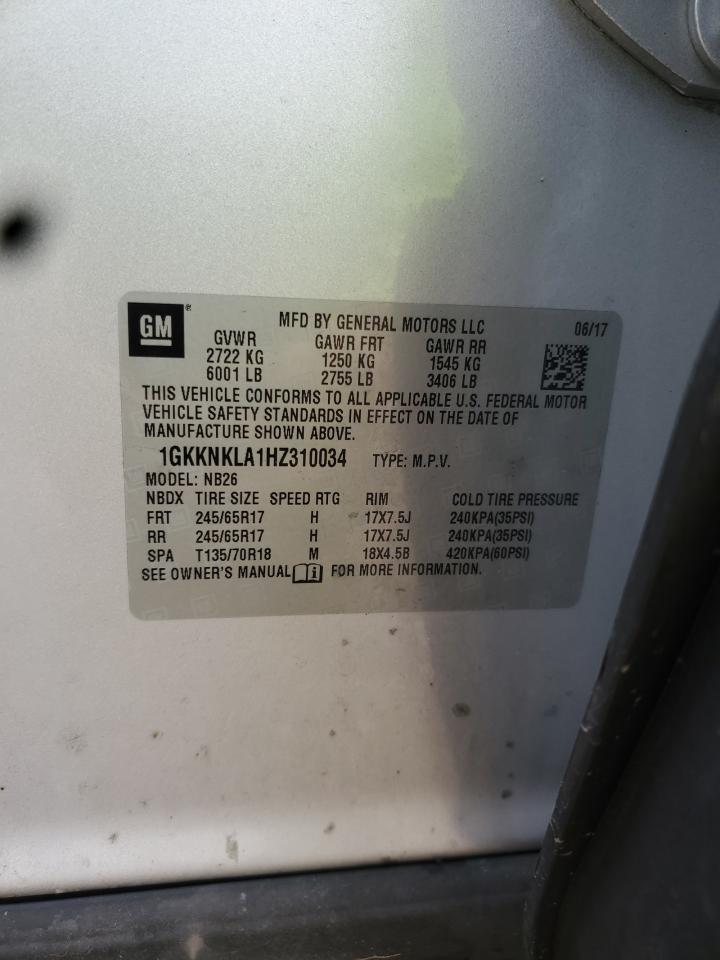 GM ®
MFD BY GENERAL MOTORS LLC 06/17
GVWR GAWR FRT GAWR RR
2722 KG 1250 KG 1545 KG
6001 LB 2755 LB 3406 LB
THIS VEHICLE CONFORMS TO ALL APPLICABLE U.S. FEDERAL MOTOR
VEHICLE SAFETY STANDARDS IN EFFECT ON THE DATE OF
MANUFACTURE SHOWN ABOVE.
1GKKNKLA1HZ310034 TYPE: M.P.V.
MODEL: NB26
NBDX TIRE SIZE SPEED RTG RIM COLD TIRE PRESSURE
FRT 245/65R17 H 17X7.5J 240KPA(35PSI)
RR 245/65R17 H 17X7.5J 240KPA(35PSI)
SPA T135/70R18 M 18X4.5B 420KPA(60PSI)
SEE OWNER'S MANUAL i FOR MORE INFORMATION.